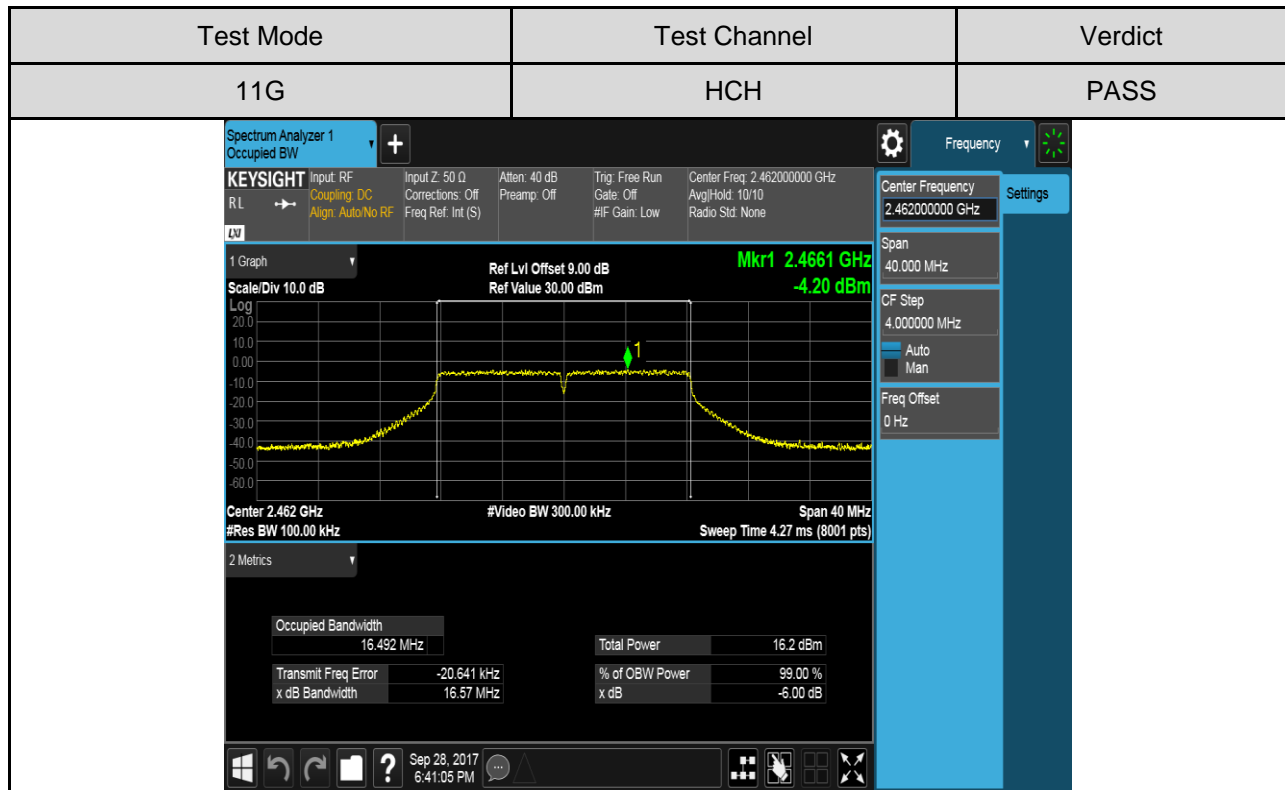 Test Mode Test Channel Verdict
11G HCH PASS
Spectrum Analyzer 1
Occupied BW
+
Frequency
KEYSIGHT Input: RF Input Z: 50 Ω Atten: 40 dB Trig: Free Run Center Freq: 2.462000000 GHz
RL Coupling: DC Corrections: Off Preamp: Off Gate: Off Avg|Hold: 10/10
Align: Auto/No RF Freq Ref: Int (S) #IF Gain: Low Radio Std: None
LXI
Center Frequency
2.462000000 GHz
Settings
Span
40.000 MHz
CF Step
4.000000 MHz
Auto
Man
Freq Offset
0 Hz
1 Graph
Ref Lvl Offset 9.00 dB
Mkr1 2.4661 GHz
Scale/Div 10.0 dB
Ref Value 30.00 dBm
-4.20 dBm
Log
20.0
10.0
0.00
-10.0
-20.0
-30.0
-40.0
-50.0
-60.0
1
Center 2.462 GHz #Video BW 300.00 kHz Span 40 MHz
#Res BW 100.00 kHz Sweep Time 4.27 ms (8001 pts)
2 Metrics
Occupied Bandwidth
16.492 MHz
Total Power 16.2 dBm
Transmit Freq Error -20.641 kHz % of OBW Power 99.00 %
x dB Bandwidth 16.57 MHz x dB -6.00 dB
? Sep 28, 2017
6:41:05 PM